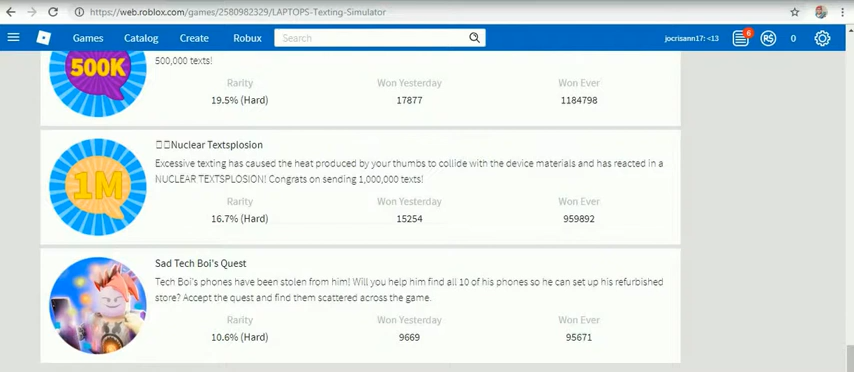 https://web.roblox.com/games/2580982329/LAPTOPS-Texting-Simulator
Games Catalog Create Robux Search jocrisann17: <13 6 0
500K
500,000 texts!
Rarity Won Yesterday Won Ever
19.5% (Hard) 17877 1184798
1M
Nuclear Textsplosion
Excessive texting has caused the heat produced by your thumbs to collide with the device materials and has reacted in a
NUCLEAR TEXTSPLOSION! Congrats on sending 1,000,000 texts!
Rarity Won Yesterday Won Ever
16.7% (Hard) 15254 959892
Sad Tech Boi's Quest
Tech Boi's phones have been stolen from him! Will you help him find all 10 of his phones so he can set up his refurbished
store? Accept the quest and find them scattered across the game.
Rarity Won Yesterday Won Ever
10.6% (Hard) 9669 95671